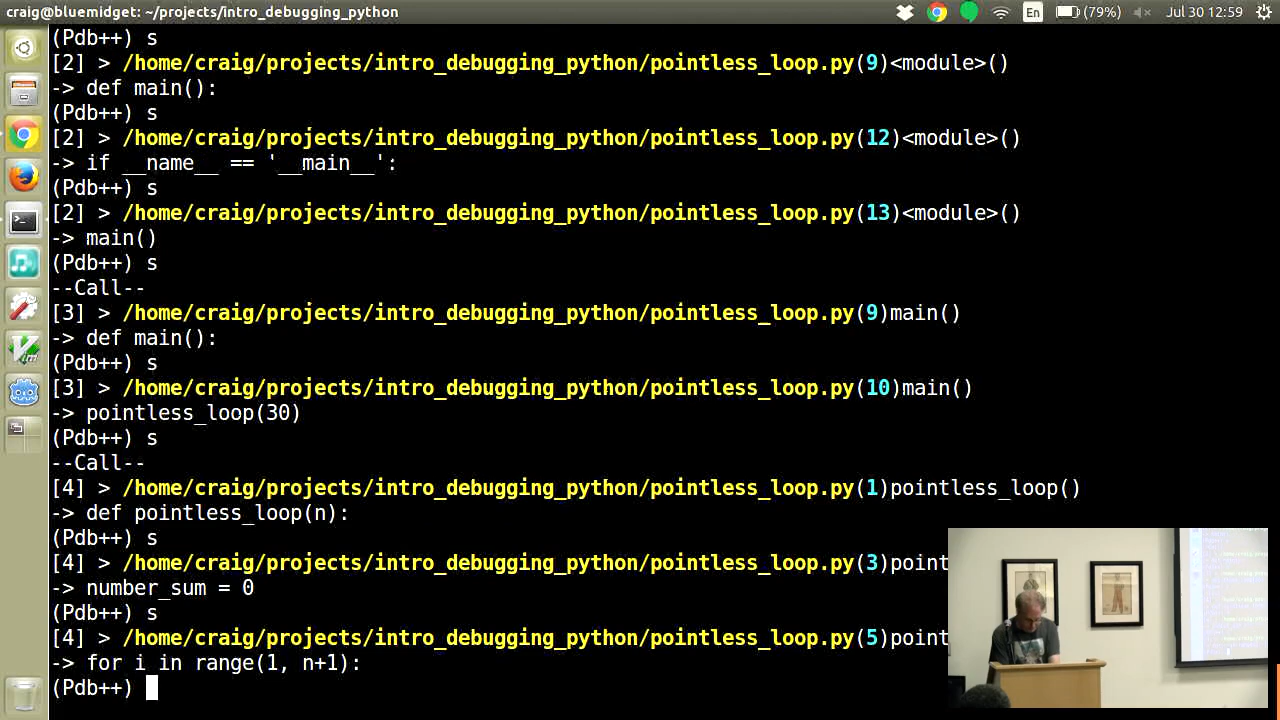 craig@bluemidget: ~/projects/intro_debugging_python
En
(79%)
Jul 30 12:59
(Pdb++) s
[2] > /home/craig/projects/intro_debugging_python/pointless_loop.py(9)<module>()
-> def main():
(Pdb++) s
[2] > /home/craig/projects/intro_debugging_python/pointless_loop.py(12)<module>()
-> if __name__ == '__main__':
(Pdb++) s
[2] > /home/craig/projects/intro_debugging_python/pointless_loop.py(13)<module>()
-> main()
(Pdb++) s
--Call--
[3] > /home/craig/projects/intro_debugging_python/pointless_loop.py(9)main()
-> def main():
(Pdb++) s
[3] > /home/craig/projects/intro_debugging_python/pointless_loop.py(10)main()
-> pointless_loop(30)
(Pdb++) s
--Call--
[4] > /home/craig/projects/intro_debugging_python/pointless_loop.py(1)pointless_loop()
-> def pointless_loop(n):
(Pdb++) s
[4] > /home/craig/projects/intro_debugging_python/pointless_loop.py(3)point
-> number_sum = 0
(Pdb++) s
[4] > /home/craig/projects/intro_debugging_python/pointless_loop.py(5)point
-> for i in range(1, n+1):
(Pdb++)